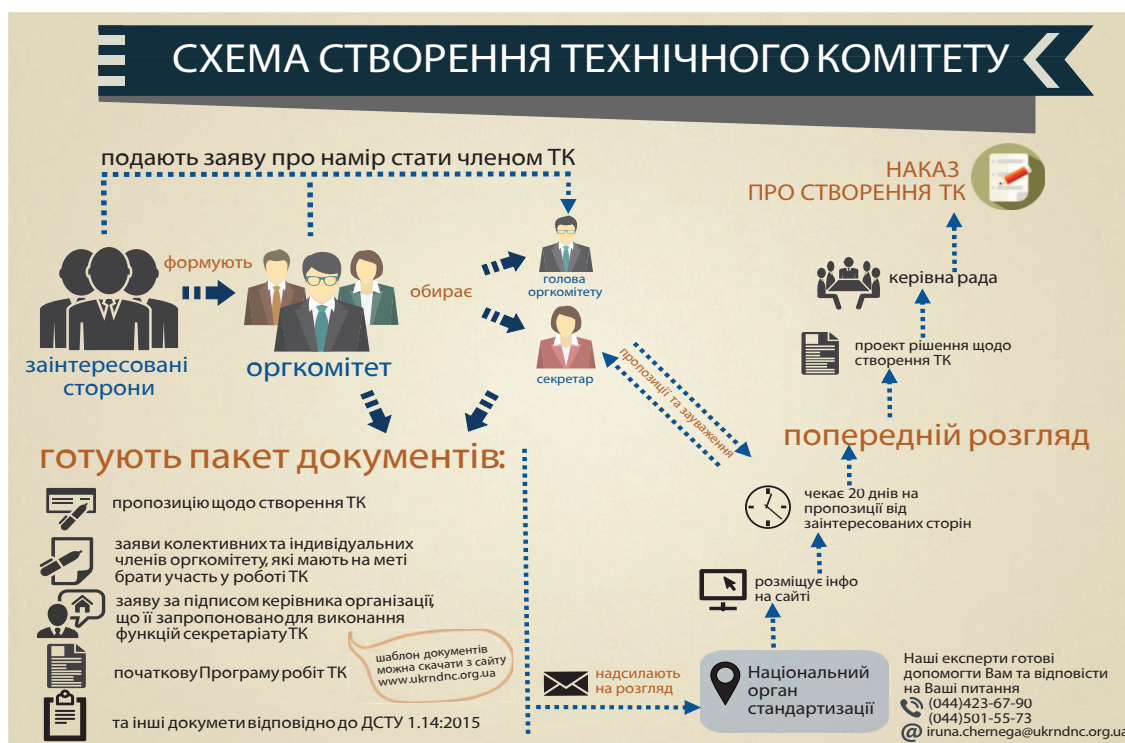 СХЕМА СТВОРЕННЯ ТЕХНІЧНОГО КОМІТЕТУ
подають заяву про намір стати членом ТК
заінтересовані
сторони
формують
оргкомітет
обирає
голова
оргкомітету
секретар
готують пакет документів:
пропозицію щодо створення ТК
заяви колективних та індивідуальних
членів оргкомітету, які мають на меті
брати участь у роботі ТК
заяву за підписом керівника організації,
що її запропоновано для виконання
функцій секретаріату ТК
початкову Програму робіт ТК
та інші докумети відповідно до ДСТУ 1.14:2015
шаблон документів
можна скачати з сайту
www.ukrndnc.org.ua
надсилають
на розгляд
Національний
орган
стандартизації
розміщує інфо
на сайті
чекає 20 днів на
пропозиції від
заінтересованих сторін
пропозиції та зауваження
попередній розгляд
проект рішення щодо
створення ТК
керівна рада
НАКАЗ
ПРО СТВОРЕННЯ ТК
Наші експерти готові
допомогти Вам та відповісти
на Ваші питання
(044)423-67-90
(044)501-55-73
@ iruna.chernega@ukrndnc.org.ua